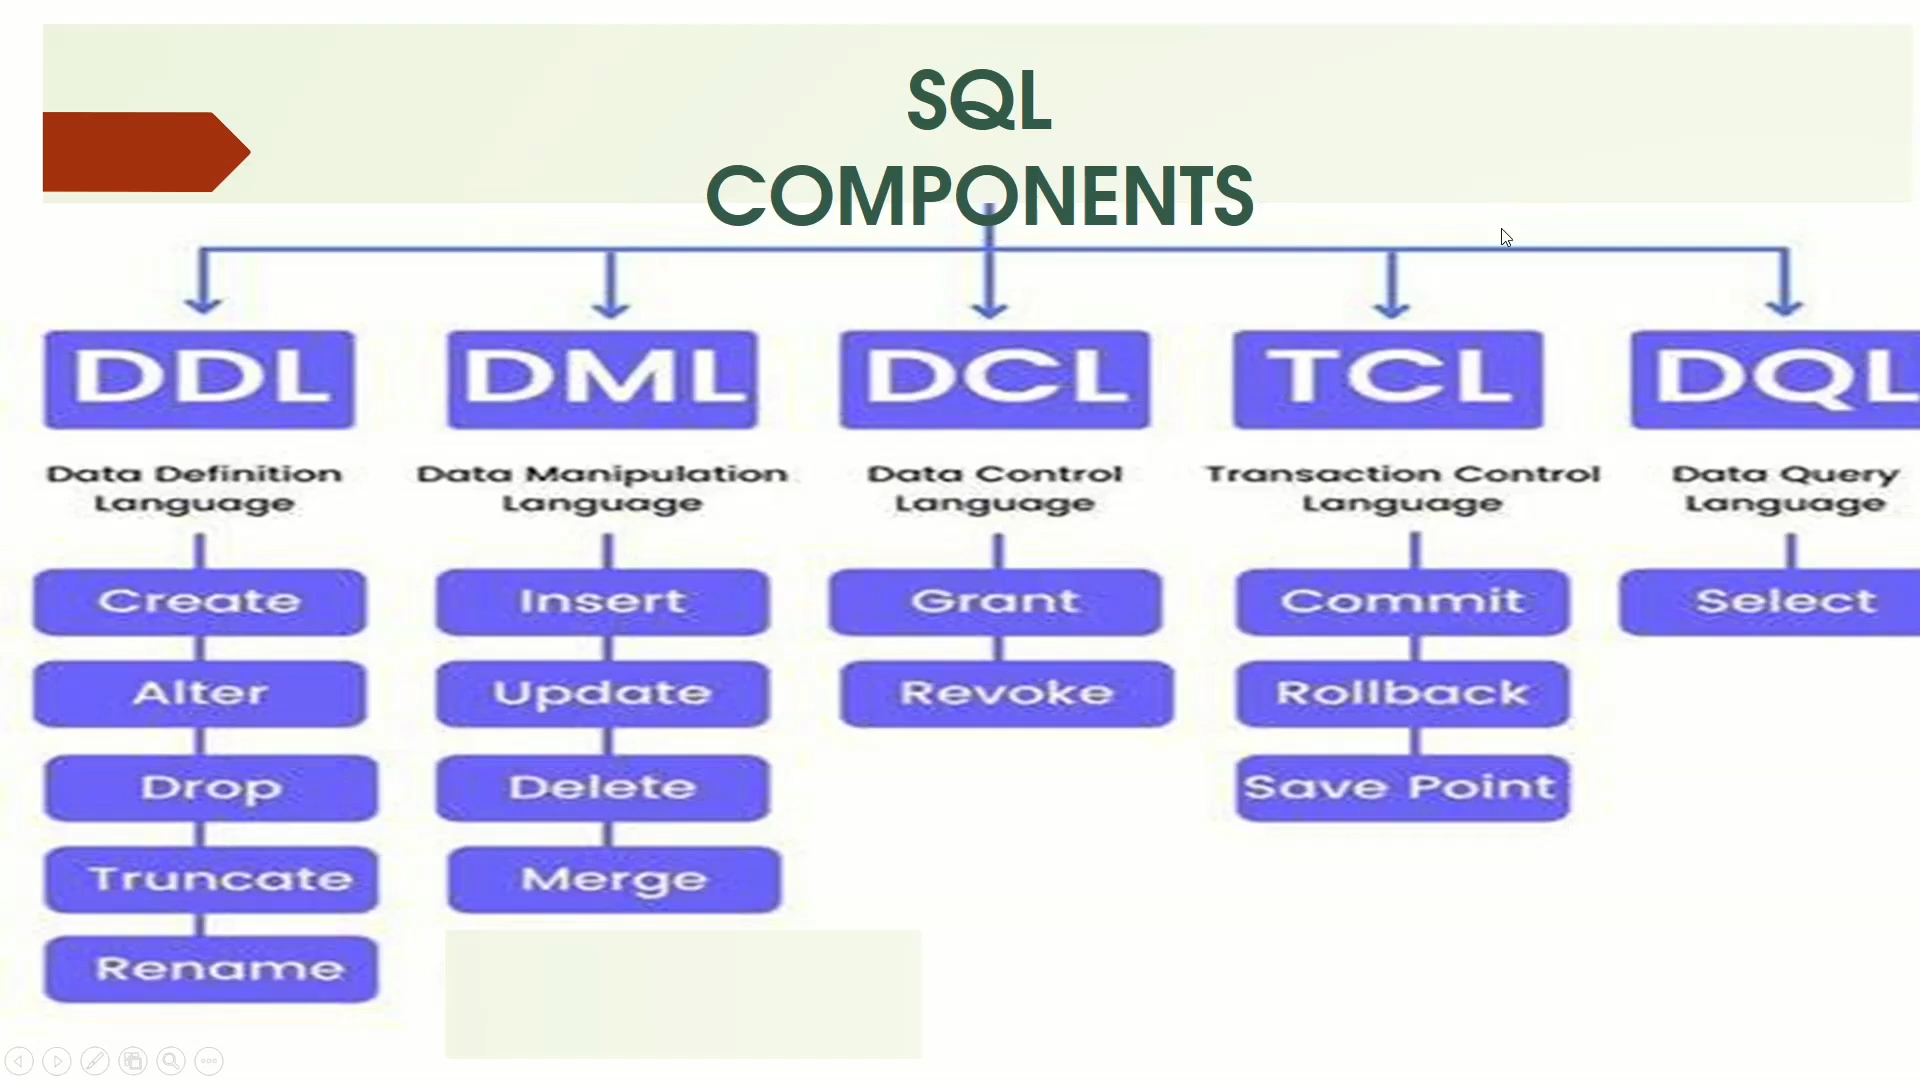 SQL
COMPONENTS
DDL
Data Definition
Language
Create
Alter
Drop
Truncate
Rename
DML
Data Manipulation
Language
Insert
Update
Delete
Merge
DCL
Data Control
Language
Grant
Revoke
TCL
Transaction Control
Language
Commit
Rollback
Save Point
DQL
Data Query
Language
Select